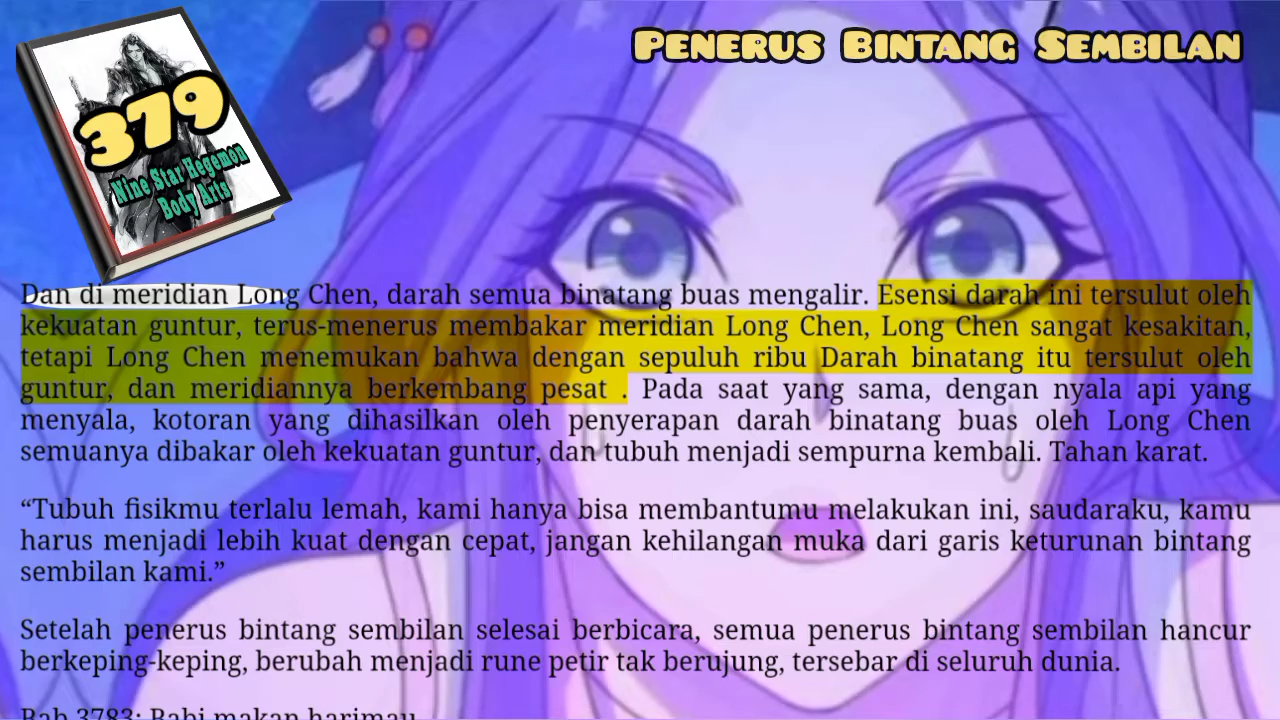 Penerus Bintang Sembilan
379
Nine Star Hegemon
Body Arts
Dan di meridian Long Chen, darah semua binatang buas mengalir. Esensi darah ini tersulut oleh
kekuatan guntur, terus-menerus membakar meridian Long Chen, Long Chen sangat kesakitan,
tetapi Long Chen menemukan bahwa dengan sepuluh ribu Darah binatang itu tersulut oleh
guntur, dan meridiannya berkembang pesat . Pada saat yang sama, dengan nyala api yang
menyala, kotoran yang dihasilkan oleh penyerapan darah binatang buas oleh Long Chen
semuanya dibakar oleh kekuatan guntur, dan tubuh menjadi sempurna kembali. Tahan karat.
“Tubuh fisikmu terlalu lemah, kami hanya bisa membantumu melakukan ini, saudaraku, kamu
harus menjadi lebih kuat dengan cepat, jangan kehilangan muka dari garis keturunan bintang
sembilan kami.”
Setelah penerus bintang sembilan selesai berbicara, semua penerus bintang sembilan hancur
berkeping-keping, berubah menjadi rune petir tak berujung, tersebar di seluruh dunia.
Bab 3783: Babi makan harimau